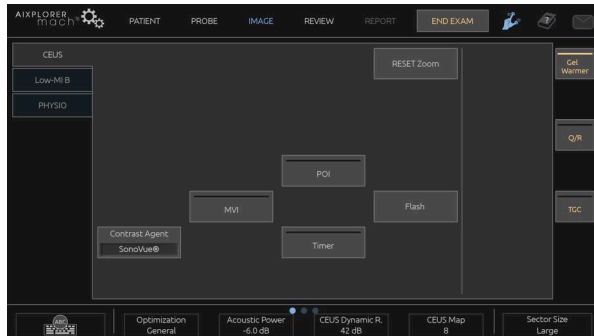 AIXPLORER
mach
PATIENT
PROBE
IMAGE
REVIEW
REPORT
END EXAM
CEUS
Low-MI B
PHYSIO
RESET Zoom
Gel
Warmer
Q/R
POI
MVI
Flash
TGC
Contrast Agent
SonoVue®
Timer
ABC
Optimization
General
Acoustic Power
-6.0 dB
CEUS Dynamic R.
42 dB
CEUS Map
8
Sector Size
Large